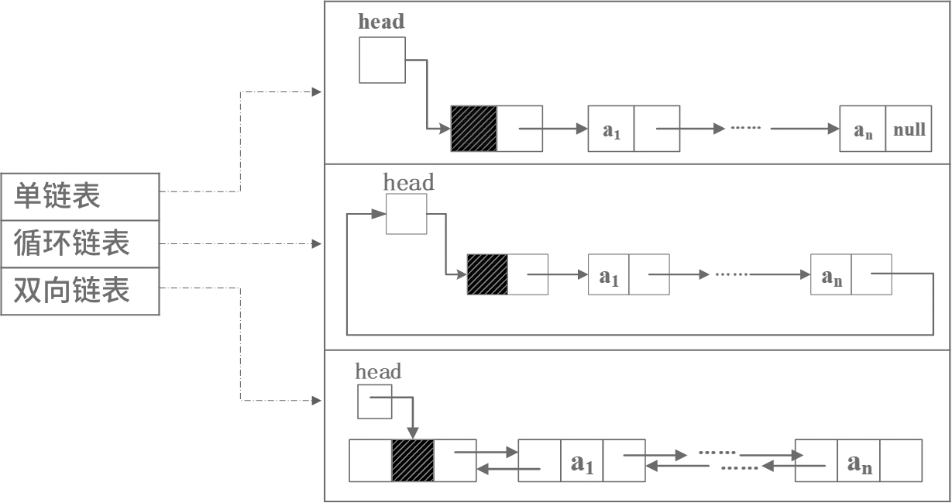 单链表
循环链表
双向链表
head
a1 …… an null
head
a1 …… an
head
a1 …… …… an